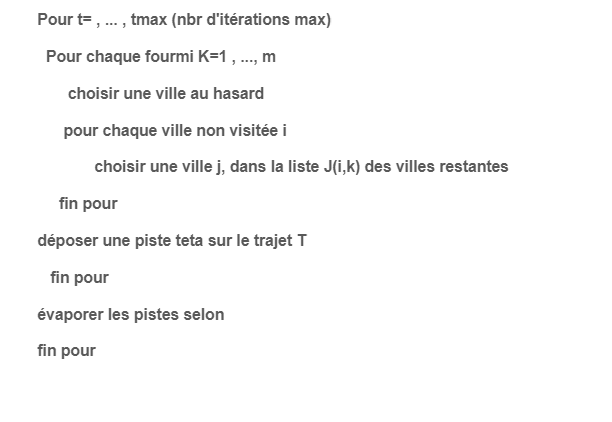 Pour t= , ... , tmax (nbr d'itérations max)
Pour chaque fourmi K=1 , ..., m
choisir une ville au hasard
pour chaque ville non visitée i
choisir une ville j, dans la liste J(i,k) des villes restantes
fin pour
déposer une piste teta sur le trajet T
fin pour
évaporer les pistes selon
fin pour